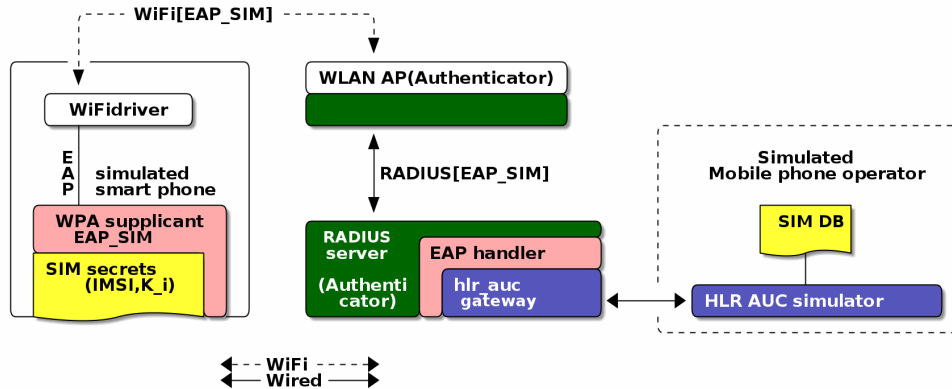 WiFi[EAP_SIM]
WLAN AP(Authenticator)
WiFidriver
E
A
P
simulated
smart phone
RADIUS[EAP_SIM]
Simulated
Mobile phone operator
WPA supplicant
EAP_SIM
SIM secrets
(IMSI,K_i)
RADIUS
server
(Authenti
cator)
EAP handler
hlr_auc
gateway
SIM DB
HLR AUC simulator
WiFi
Wired